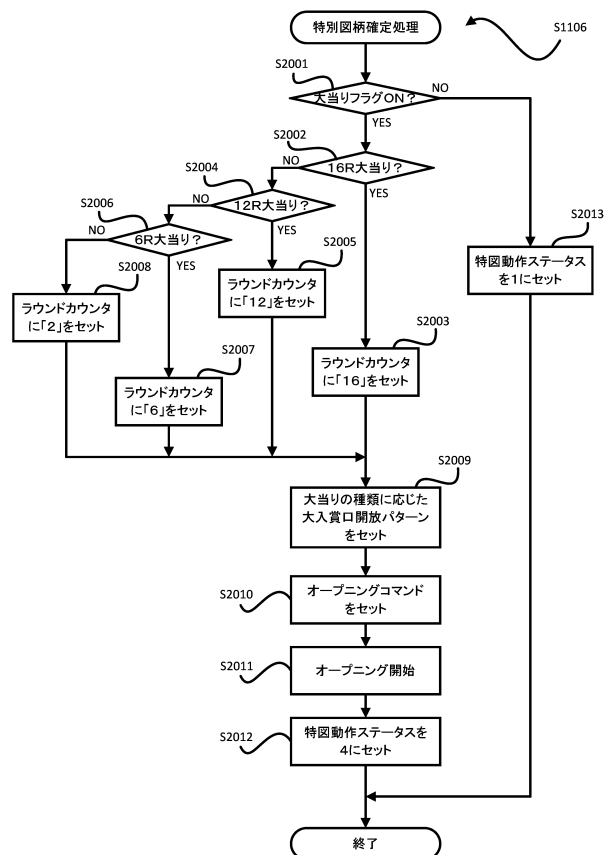 特別図柄確定処理
S1106
S2001
大当りフラグON？
NO
YES
S2002
16R大当り？
NO
YES
S2004
12R大当り？
NO
YES
S2006
6R大当り？
NO
YES
S2013
特図動作ステータス
を1にセット
S2005
ラウンドカウンタ
に「12」をセット
S2008
ラウンドカウンタ
に「2」をセット
S2003
ラウンドカウンタ
に「16」をセット
S2007
ラウンドカウンタ
に「6」をセット
S2009
大当りの種類に応じた
大入賞口開放パターン
をセット
S2010
オープニングコマンド
をセット
S2011
オープニング開始
S2012
特図動作ステータスを
4にセット
終了